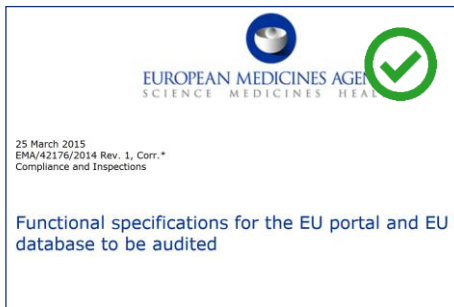 EUROPEAN MEDICINES
SCIENCE MEDICINES
25 March 2015
EMA/42176/2014 Rev. 1, Corr.*
Compliance and Inspections
Functional specifications for the EU portal and EU
database to be audited